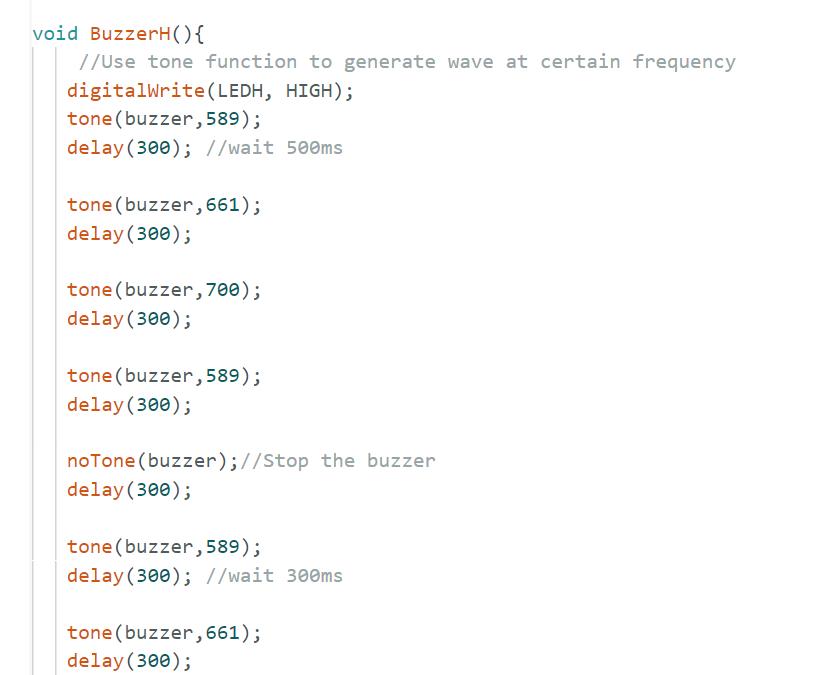 void BuzzerH(){
//Use tone function to generate wave at certain frequency
digitalWrite(LEDH, HIGH);
tone(buzzer,589);
delay(300); //wait 500ms
tone(buzzer,661);
delay(300);
tone(buzzer,700);
delay(300);
tone(buzzer,589);
delay(300);
noTone(buzzer);//Stop the buzzer
delay(300);
tone(buzzer,589);
delay(300); //wait 300ms
tone(buzzer,661);
delay(300);